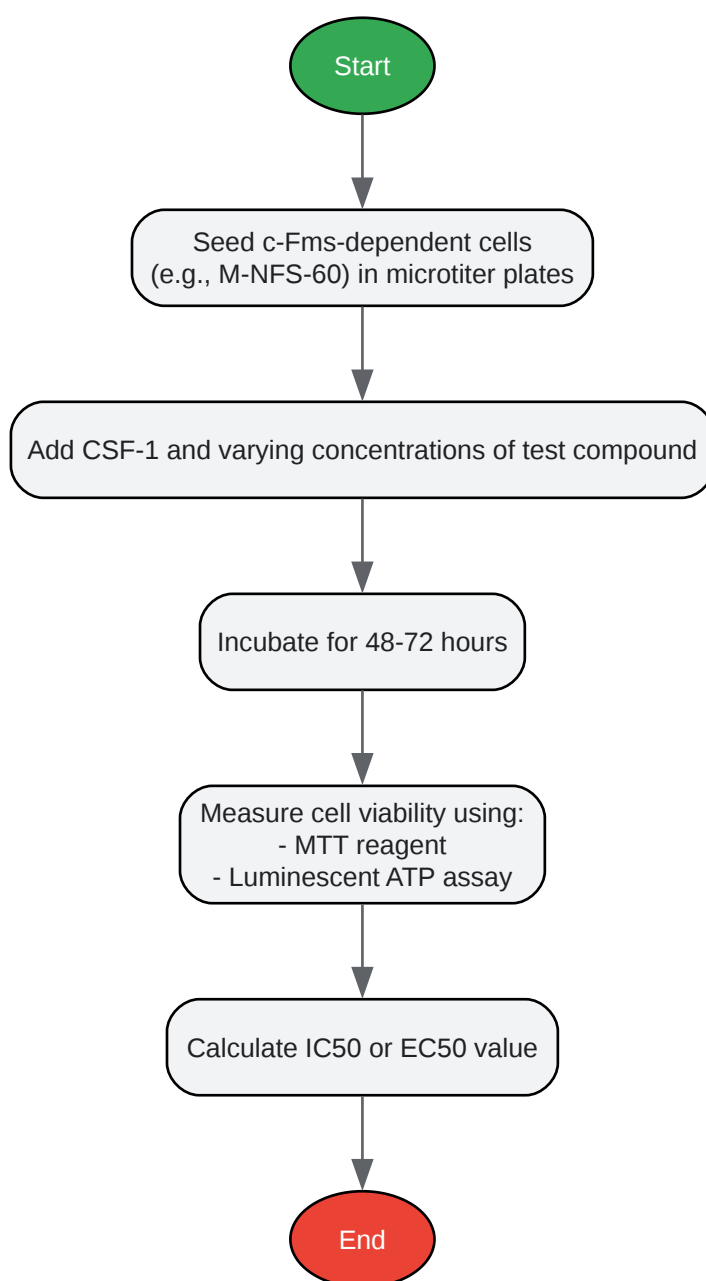 Start
Seed c-Fms-dependent cells
(e.g., M-NFS-60) in microtiter plates
Add CSF-1 and varying concentrations of test compound
Incubate for 48-72 hours
Measure cell viability using:
- MTT reagent
- Luminescent ATP assay
Calculate IC50 or EC50 value
End